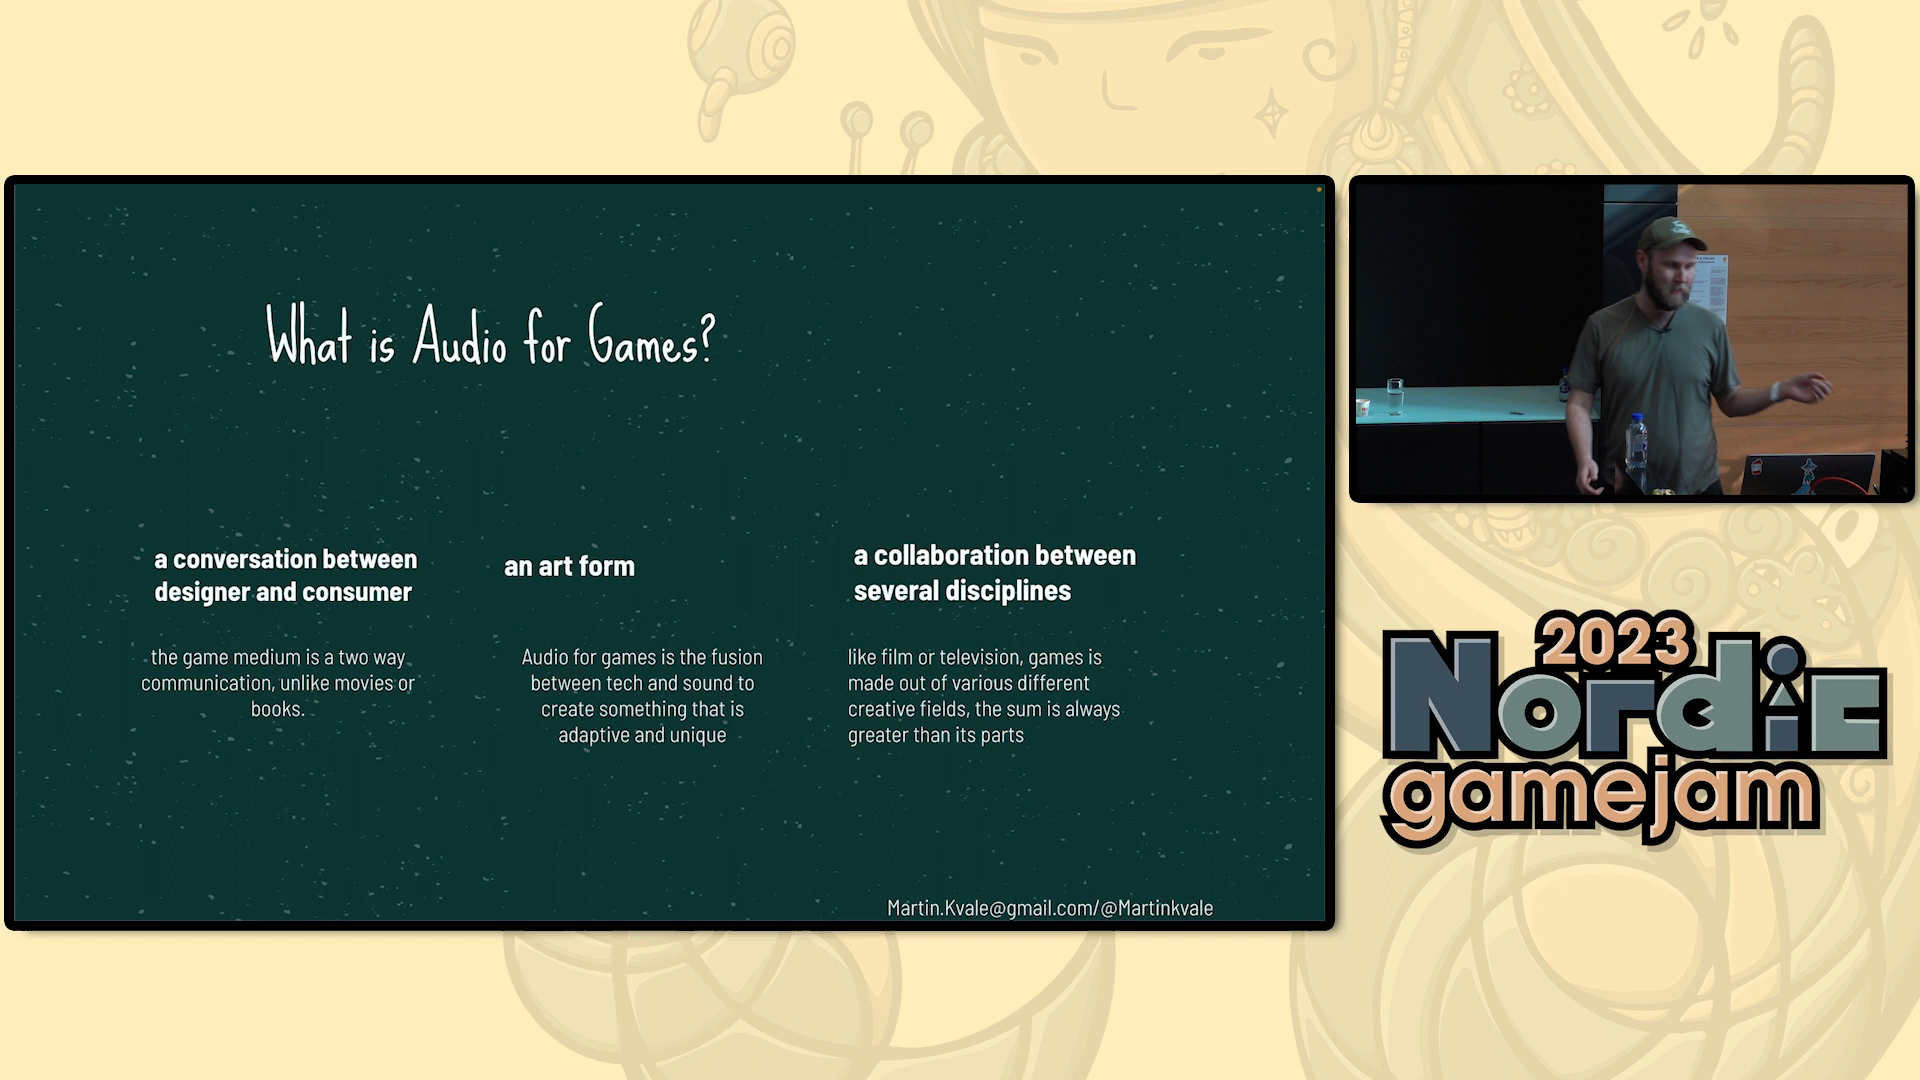 What is Audio for Games?
a conversation between
designer and consumer
the game medium is a two way
communication, unlike movies or
books.
an art form
Audio for games is the fusion
between tech and sound to
create something that is
adaptive and unique
a collaboration between
several disciplines
like film or television, games is
made out of various different
creative fields, the sum is always
greater than its parts
Martin.Kvale@gmail.com/@Martinkvale
2023
Nordic
gamejam